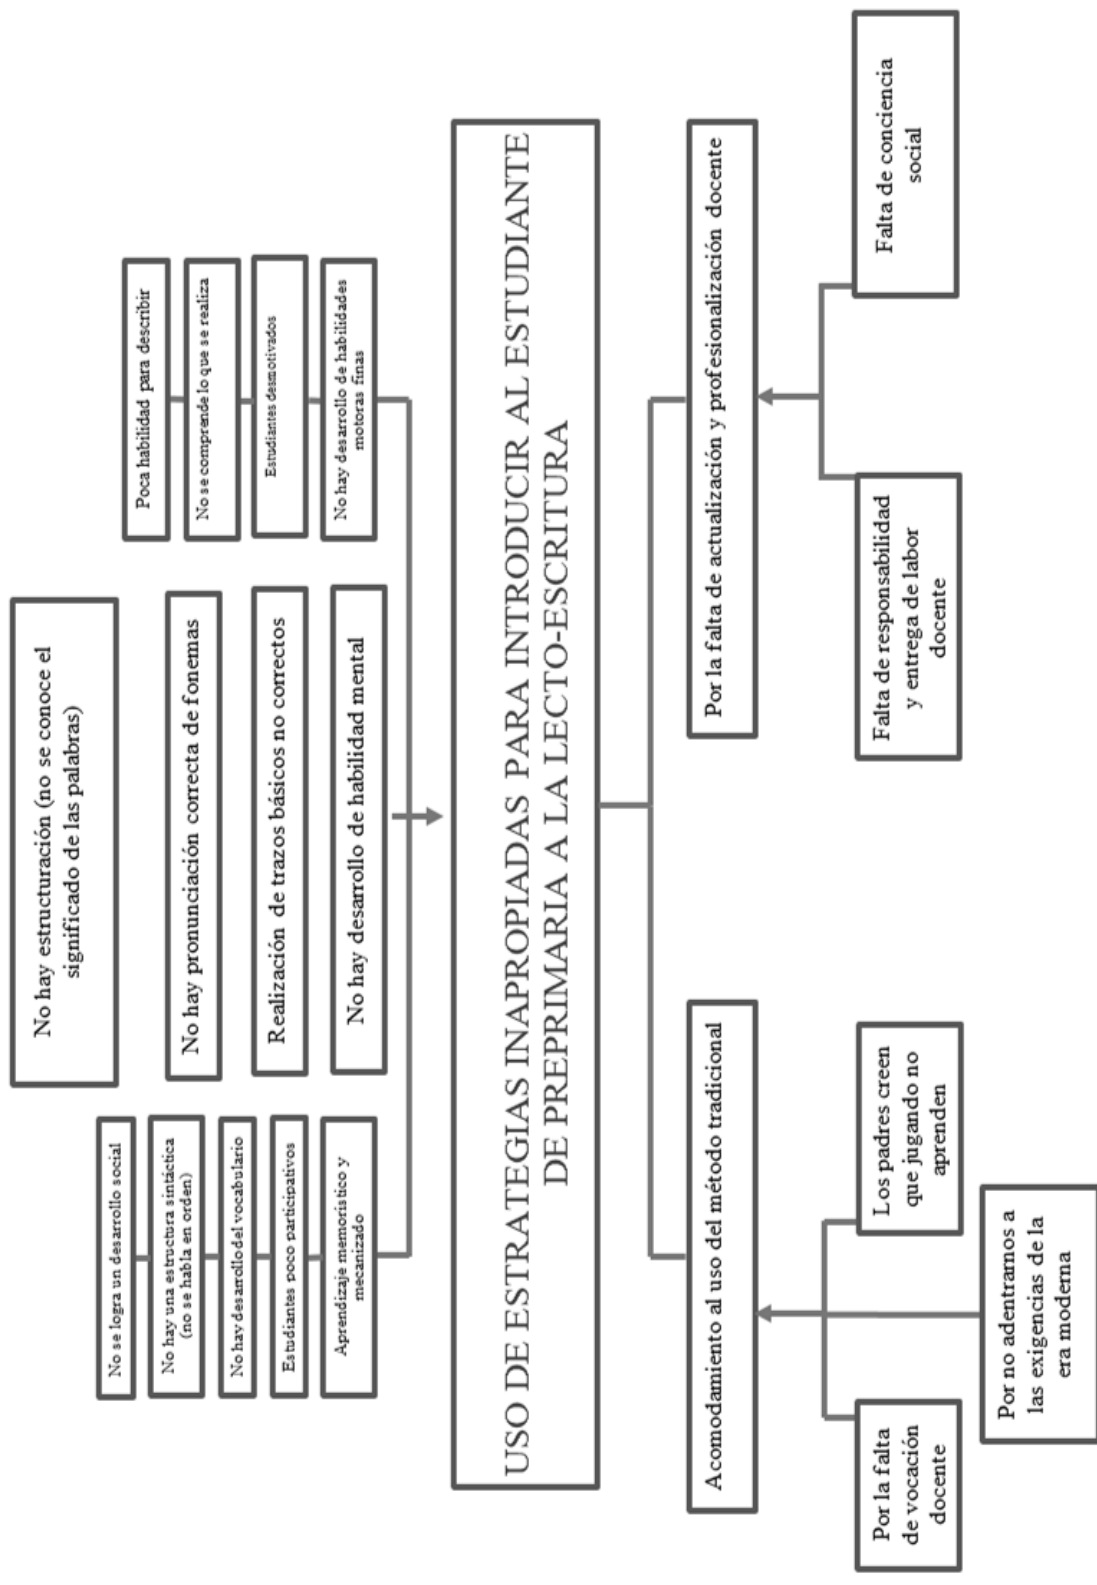 No hay estructuración (no se conoce el
significado de las palabras)
No se logra un desarrollo social
No hay una estructura sintáctica
(no se habla en orden)
No hay desarrollo del vocabulario
Estudiantes poco participativos
Aprendizaje memorístico y
mecanizado
No hay pronunciación correcta de fonemas
Realización de trazos básicos no correctos
No hay desarrollo de habilidad mental
Poca habilidad para describir
No se comprende lo que se realiza
Estudiantes desmotivados
No hay desarrollo de habilidades
motoras finas
USO DE ESTRATEGIAS INAPROPIADAS PARA INTRODUCIR AL ESTUDIANTE
DE PREPRIMARIA A LA LECTO-ESCRITURA
Acomodamiento al uso del método tradicional
Por la falta de actualización y profesionalización docente
Por la falta
de vocación
docente
Los padres creen
que jugando no
aprenden
Por no adentrarnos a
las exigencias de la
era moderna
Falta de responsabilidad
y entrega de labor
docente
Falta de conciencia
social